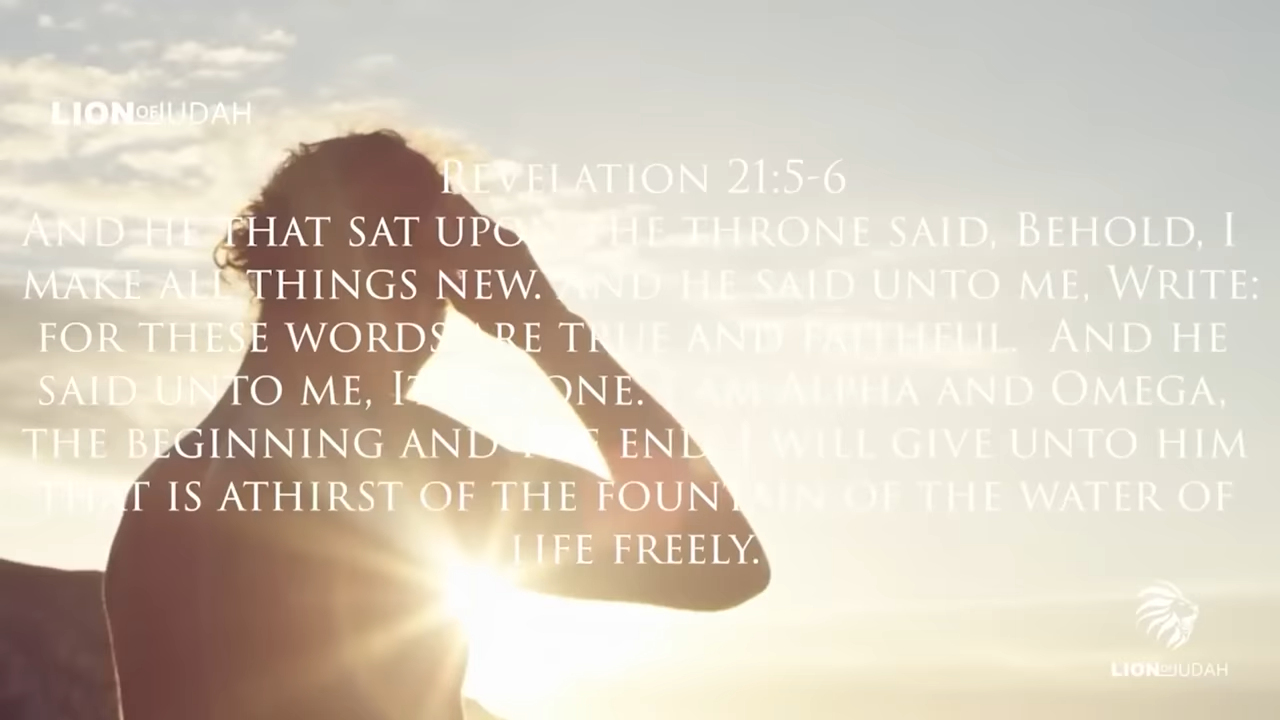 LION OF JUDAH
REVELATION 21:5-6
AND HE THAT SAT UPON THE THRONE SAID, BEHOLD, I
MAKE ALL THINGS NEW. AND HE SAID UNTO ME, WRITE:
FOR THESE WORDS ARE TRUE AND FAITHFUL. AND HE
SAID UNTO ME, IT IS DONE. I AM ALPHA AND OMEGA,
THE BEGINNING AND THE END. I WILL GIVE UNTO HIM
THAT IS ATHIRST OF THE FOUNTAIN OF THE WATER OF
LIFE FREELY.
LION OF JUDAH